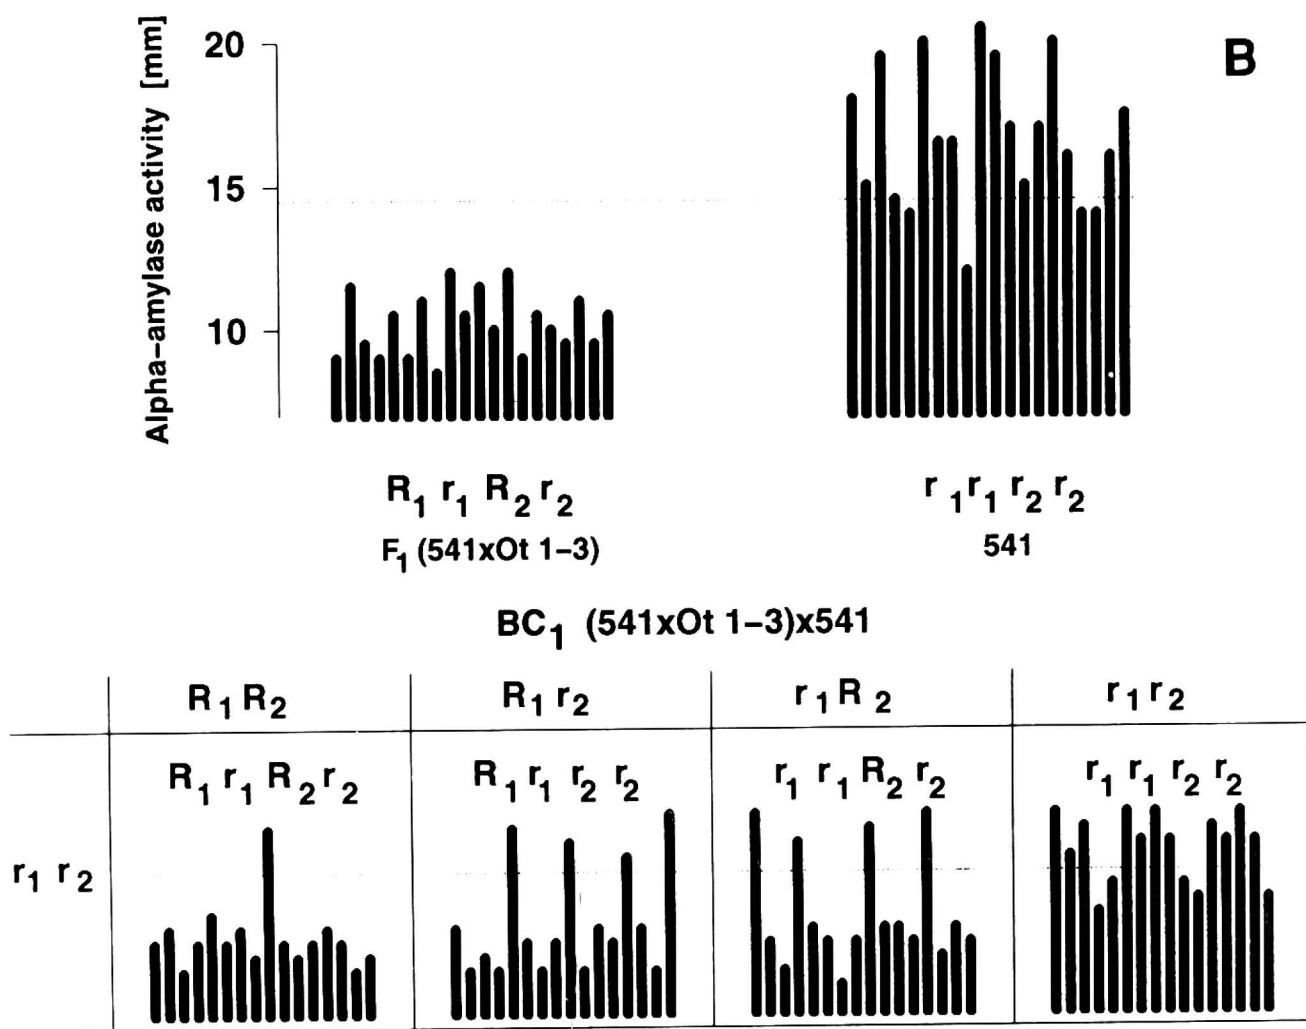 B
Alpha-amylase activity [mm]
20
15
10
R1 r1 R2 r2
r1 r1 r2 r2
F1 (541xOt 1-3)
541
BC1 (541xOt 1-3)x541
R1 R2
R1 r2
r1 R2
r1 r2
R1 r1 R2 r2
R1 r1 r2 r2
r1 r1 R2 r2
r1 r1 r2 r2
r1 r2